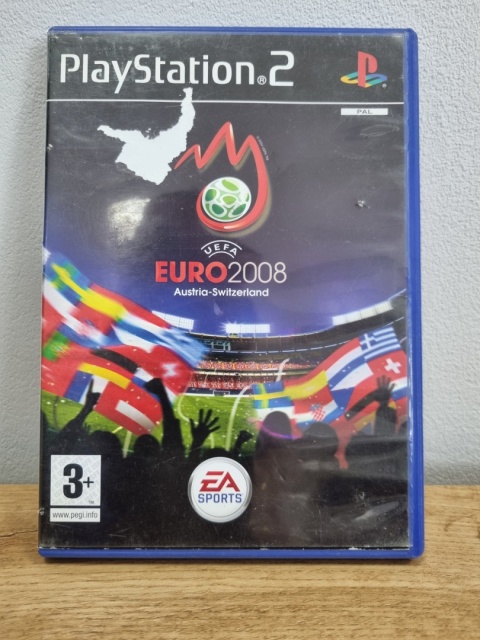 PlayStation®2
PAL
UEFA
EURO2008
Austria-Switzerland
3+
www.pegi.info
EA
SPORTS